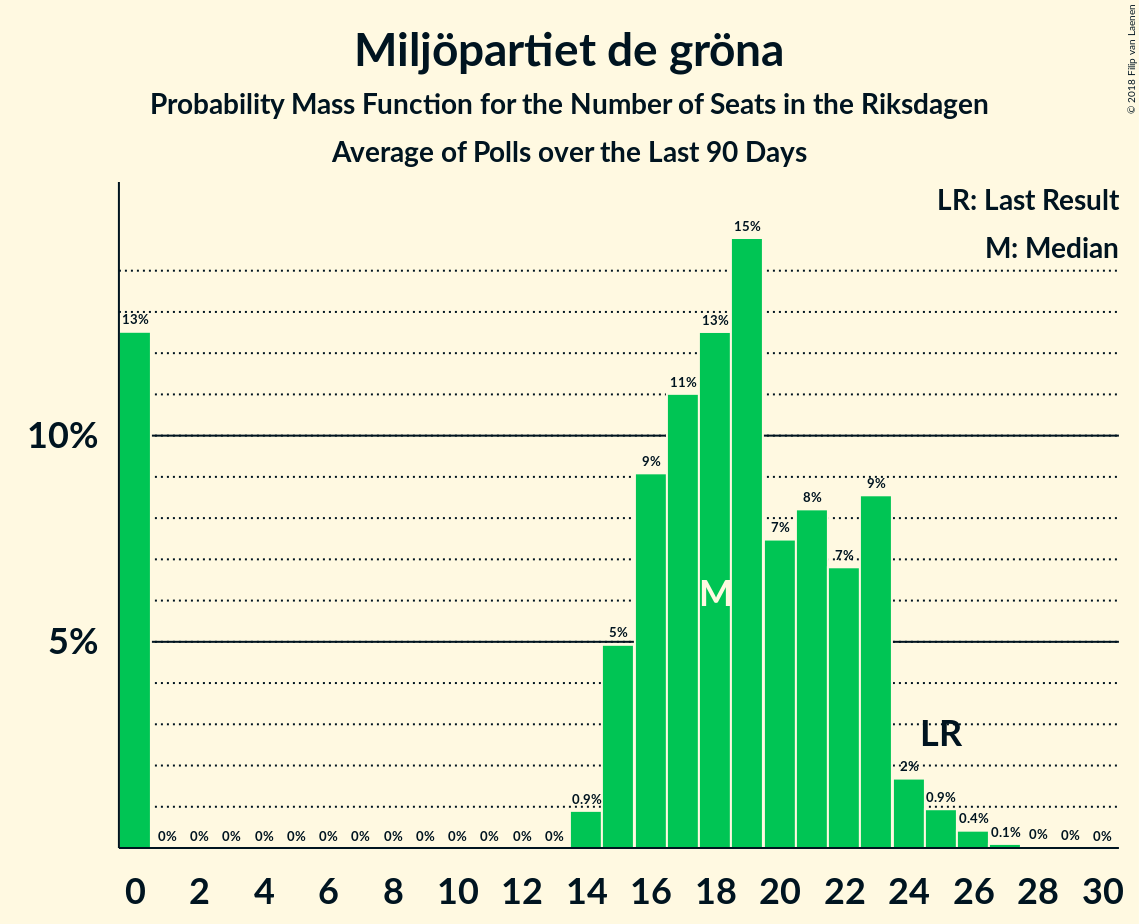 Miljöpartiet de gröna
Probability Mass Function for the Number of Seats in the Riksdagen
Average of Polls over the Last 90 Days
© 2018 Filip van Laenen
LR: Last Result
M: Median
10%
5%
13% 0% 0% 0% 0% 0% 0% 0% 0% 0% 0% 0% 0% 0% 0.9% 5% 9% 11% 13% 15% 7% 8% 7% 9% 2% 0.9% 0.4% 0.1% 0% 0% 0%
M
LR
0 2 4 6 8 10 12 14 16 18 20 22 24 26 28 30